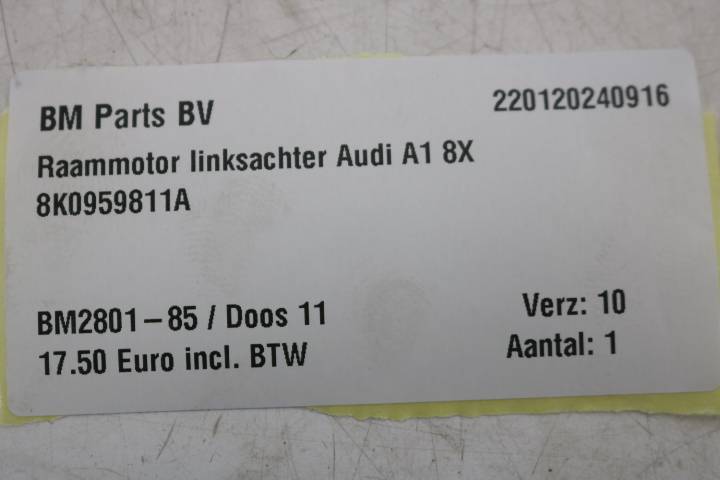 BM Parts BV
220120240916
Raammotor linksachter Audi A1 8X
8K0959811A
BM2801-85 / Doos 11
Verz: 10
17.50 Euro incl. BTW
Aantal: 1